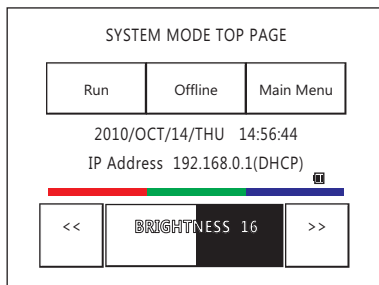 SYSTEM MODE TOP PAGE
Run Offline Main Menu
2010/OCT/14/THU 14:56:44
IP Address 192.168.0.1(DHCP)
<< BRIGHTNESS 16 >>